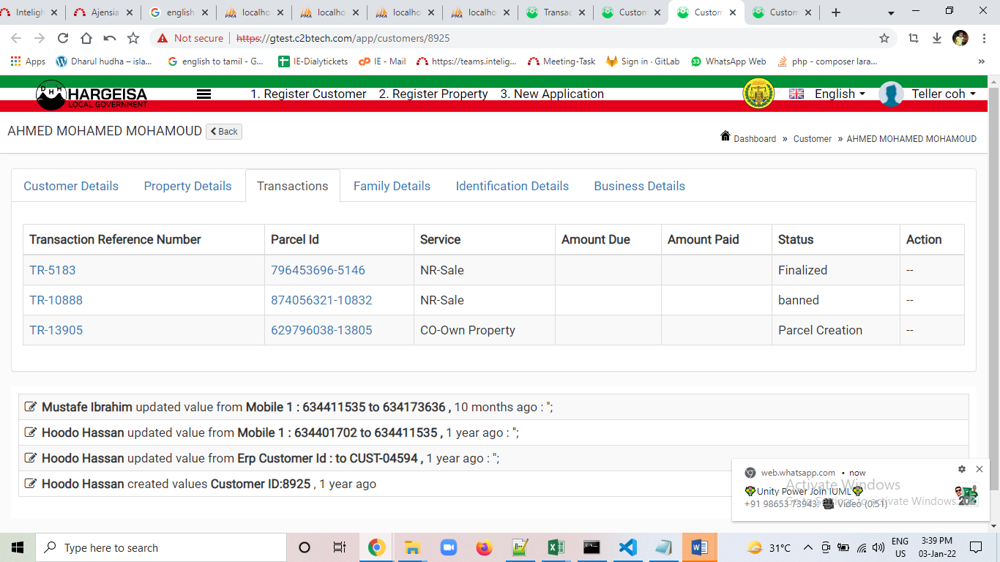 Inteligh
Ajensia
english
localho
localho
localho
localho
Transac
Custom
Custom
Custom
Not secure
https://gtest.c2btech.com/app/customers/8925
Apps
Dharul hudha – isla...
english to tamil - G...
IE-Dialytickets
IE - Mail
https://teams.intelig...
Meeting-Task
Sign in · GitLab
WhatsApp Web
php - composer lara...
DHH
HARGEISA
LOCAL GOVERNMENT
1. Register Customer 2. Register Property 3. New Application
English
Teller coh
AHMED MOHAMED MOHAMOUD
Back
Dashboard » Customer » AHMED MOHAMED MOHAMOUD
Customer Details Property Details Transactions Family Details Identification Details Business Details
Transaction Reference Number Parcel Id Service Amount Due Amount Paid Status Action
TR-5183 796453696-5146 NR-Sale Finalized --
TR-10888 874056321-10832 NR-Sale banned --
TR-13905 629796038-13805 CO-Own Property Parcel Creation --
Mustafe Ibrahim updated value from Mobile 1 : 634411535 to 634173636 , 10 months ago : ";
Hoodo Hassan updated value from Mobile 1 : 634401702 to 634411535 , 1 year ago : ";
Hoodo Hassan updated value from Erp Customer Id : to CUST-04594 , 1 year ago : ";
Hoodo Hassan created values Customer ID:8925 , 1 year ago
web.whatsapp.com • now
Activate Windows
Unity Power Join IUML
Go to Settings to activate Windows.
+91 98653 73943: Video (0:51)
Type here to search
31°C
ENG
US
3:39 PM
03-Jan-22